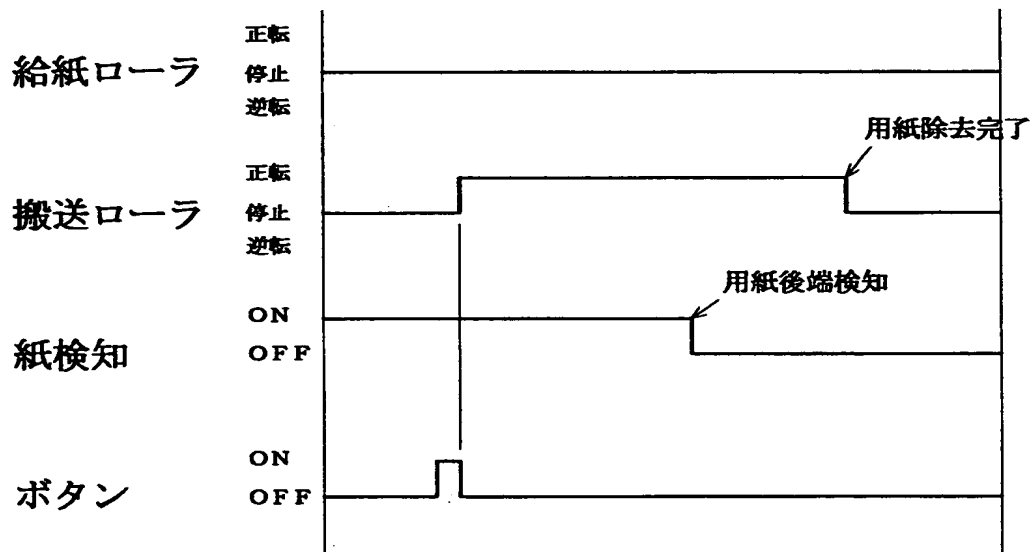 正転
給紙ローラ 停止
逆転
用紙除去完了
正転
搬送ローラ 停止
逆転
用紙後端検知
ON
紙検知 OFF
ON
ボタン OFF